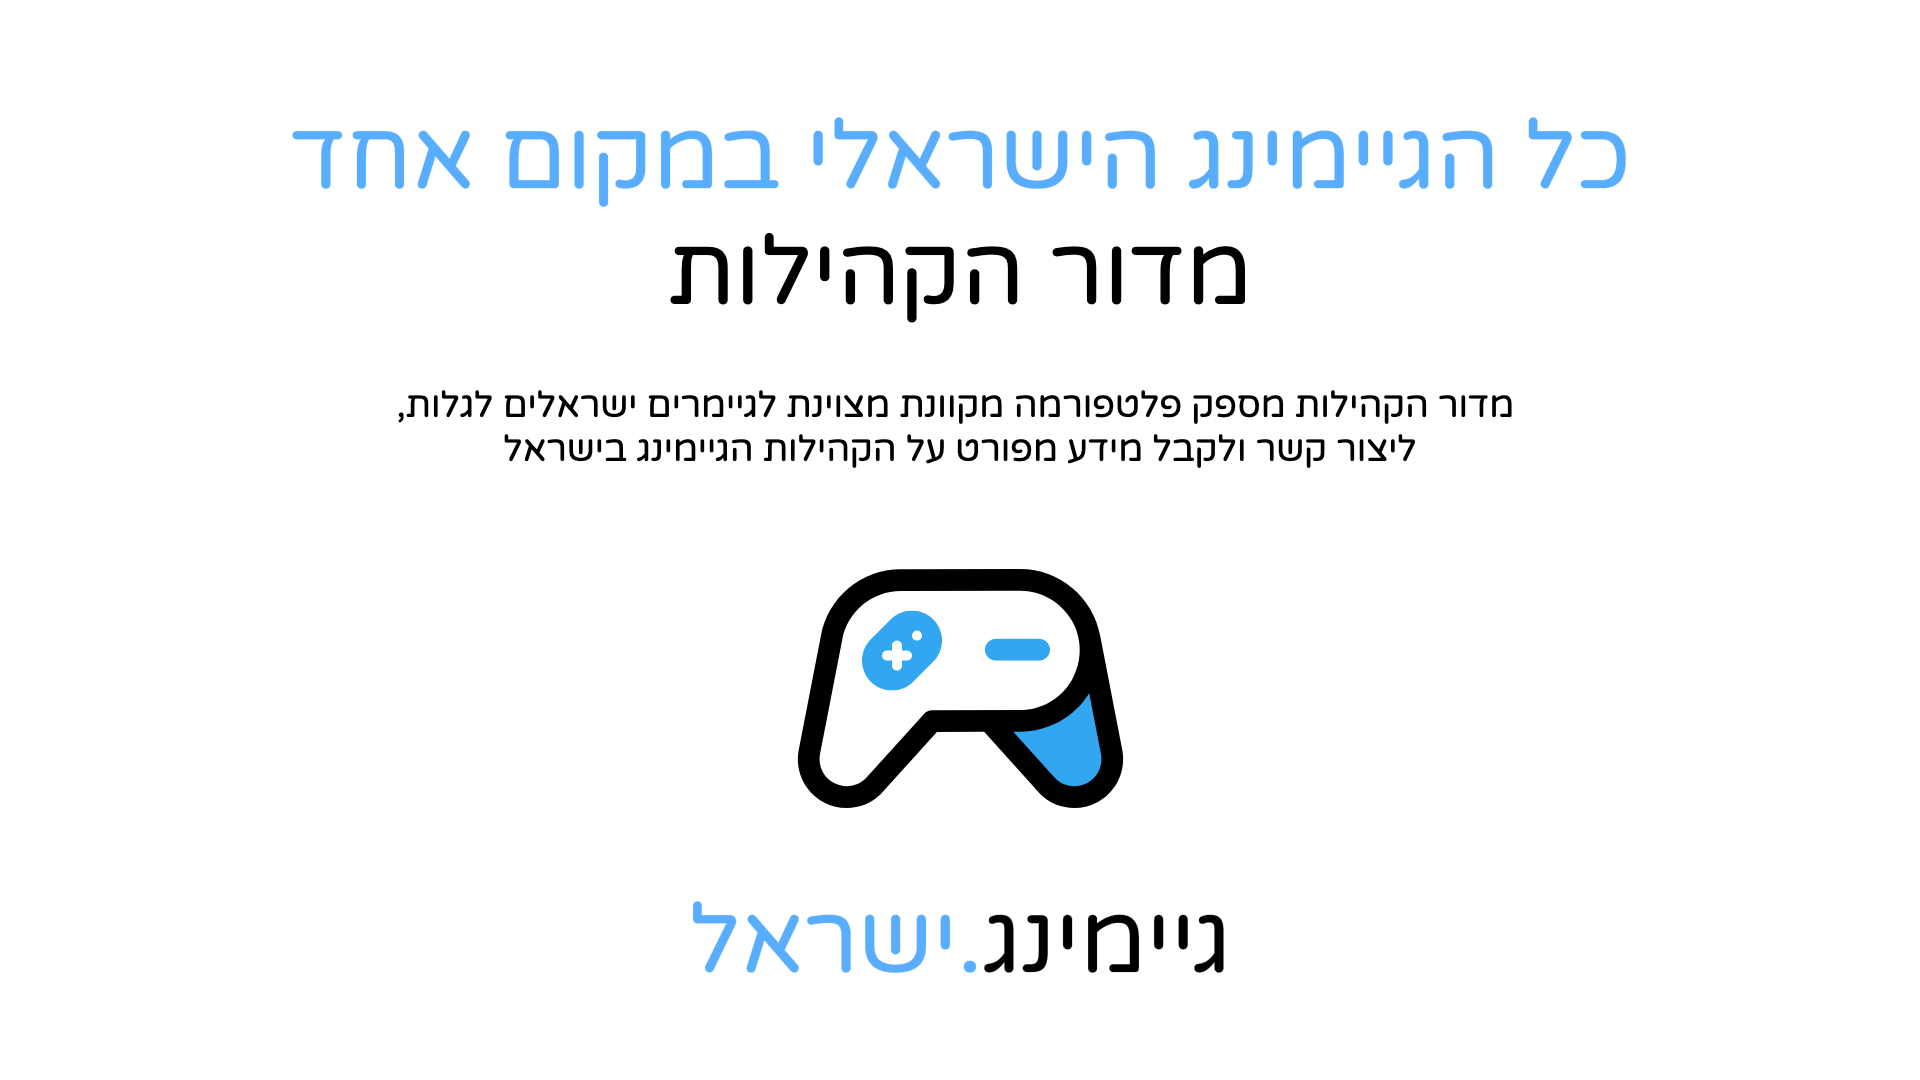 כל הגיימינג הישראלי במקום אחד
מדור הקהילות
מדור הקהילות מספק פלטפורמה מקוונת מצוינת לגיימרים ישראלים לגלות,
ליצור קשר ולקבל מידע מפורט על הקהילות הגיימינג בישראל
גיימינג.ישראל